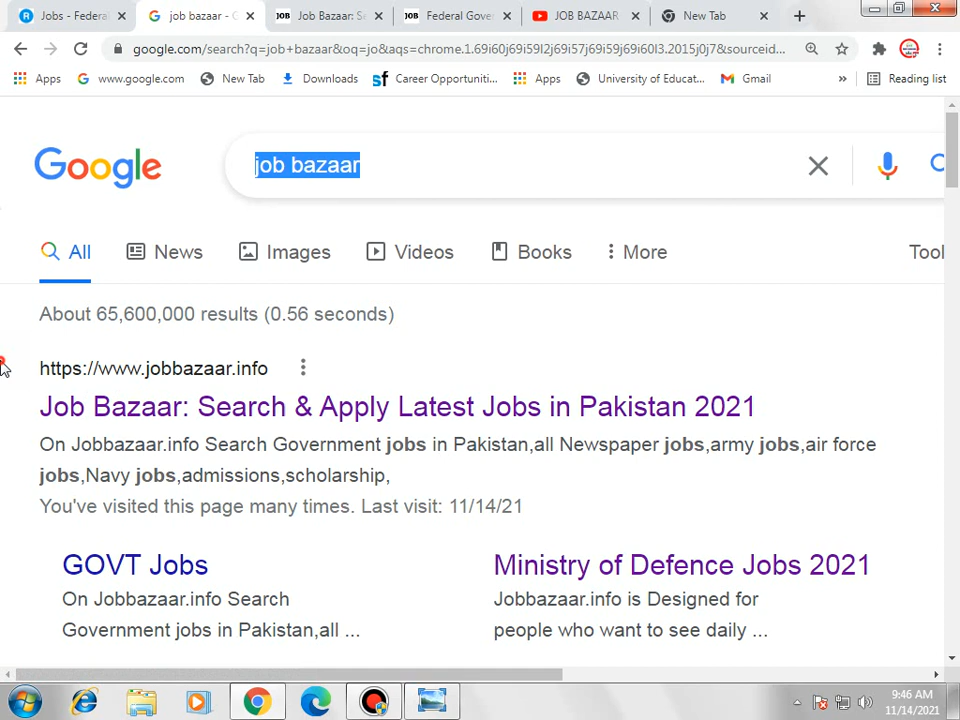 Jobs - Federa
job bazaar - G
JOB Job Bazaar: Se
JOB Federal Gove
JOB BAZAAR
New Tab
google.com/search?q=job+bazaar&oq=jo&aqs=chrome.1.69i60j69i59l2j69i57j69i59j69i60l3.2015j0j7&sourceid...
Apps
www.google.com
New Tab
Downloads
sf Career Opportuniti...
Apps
University of Educat...
Gmail
»
Reading list
Google
job bazaar
All
News
Images
Videos
Books
More
Tool
About 65,600,000 results (0.56 seconds)
https://www.jobbazaar.info
Job Bazaar: Search & Apply Latest Jobs in Pakistan 2021
On Jobbazaar.info Search Government jobs in Pakistan,all Newspaper jobs,army jobs,air force
jobs,Navy jobs,admissions,scholarship,
You've visited this page many times. Last visit: 11/14/21
GOVT Jobs
On Jobbazaar.info Search
Government jobs in Pakistan,all ...
Ministry of Defence Jobs 2021
Jobbazaar.info is Designed for
people who want to see daily ...
9:46 AM
11/14/2021